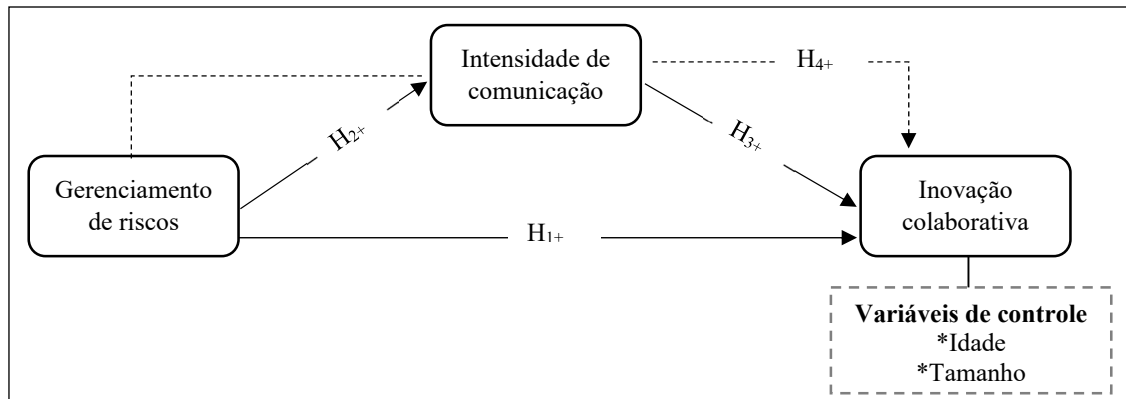 Intensidade de
comunicação
H4+
H2+
H3+
Gerenciamento
de riscos
Inovação
colaborativa
H1+
Variáveis de controle
*Idade
*Tamanho